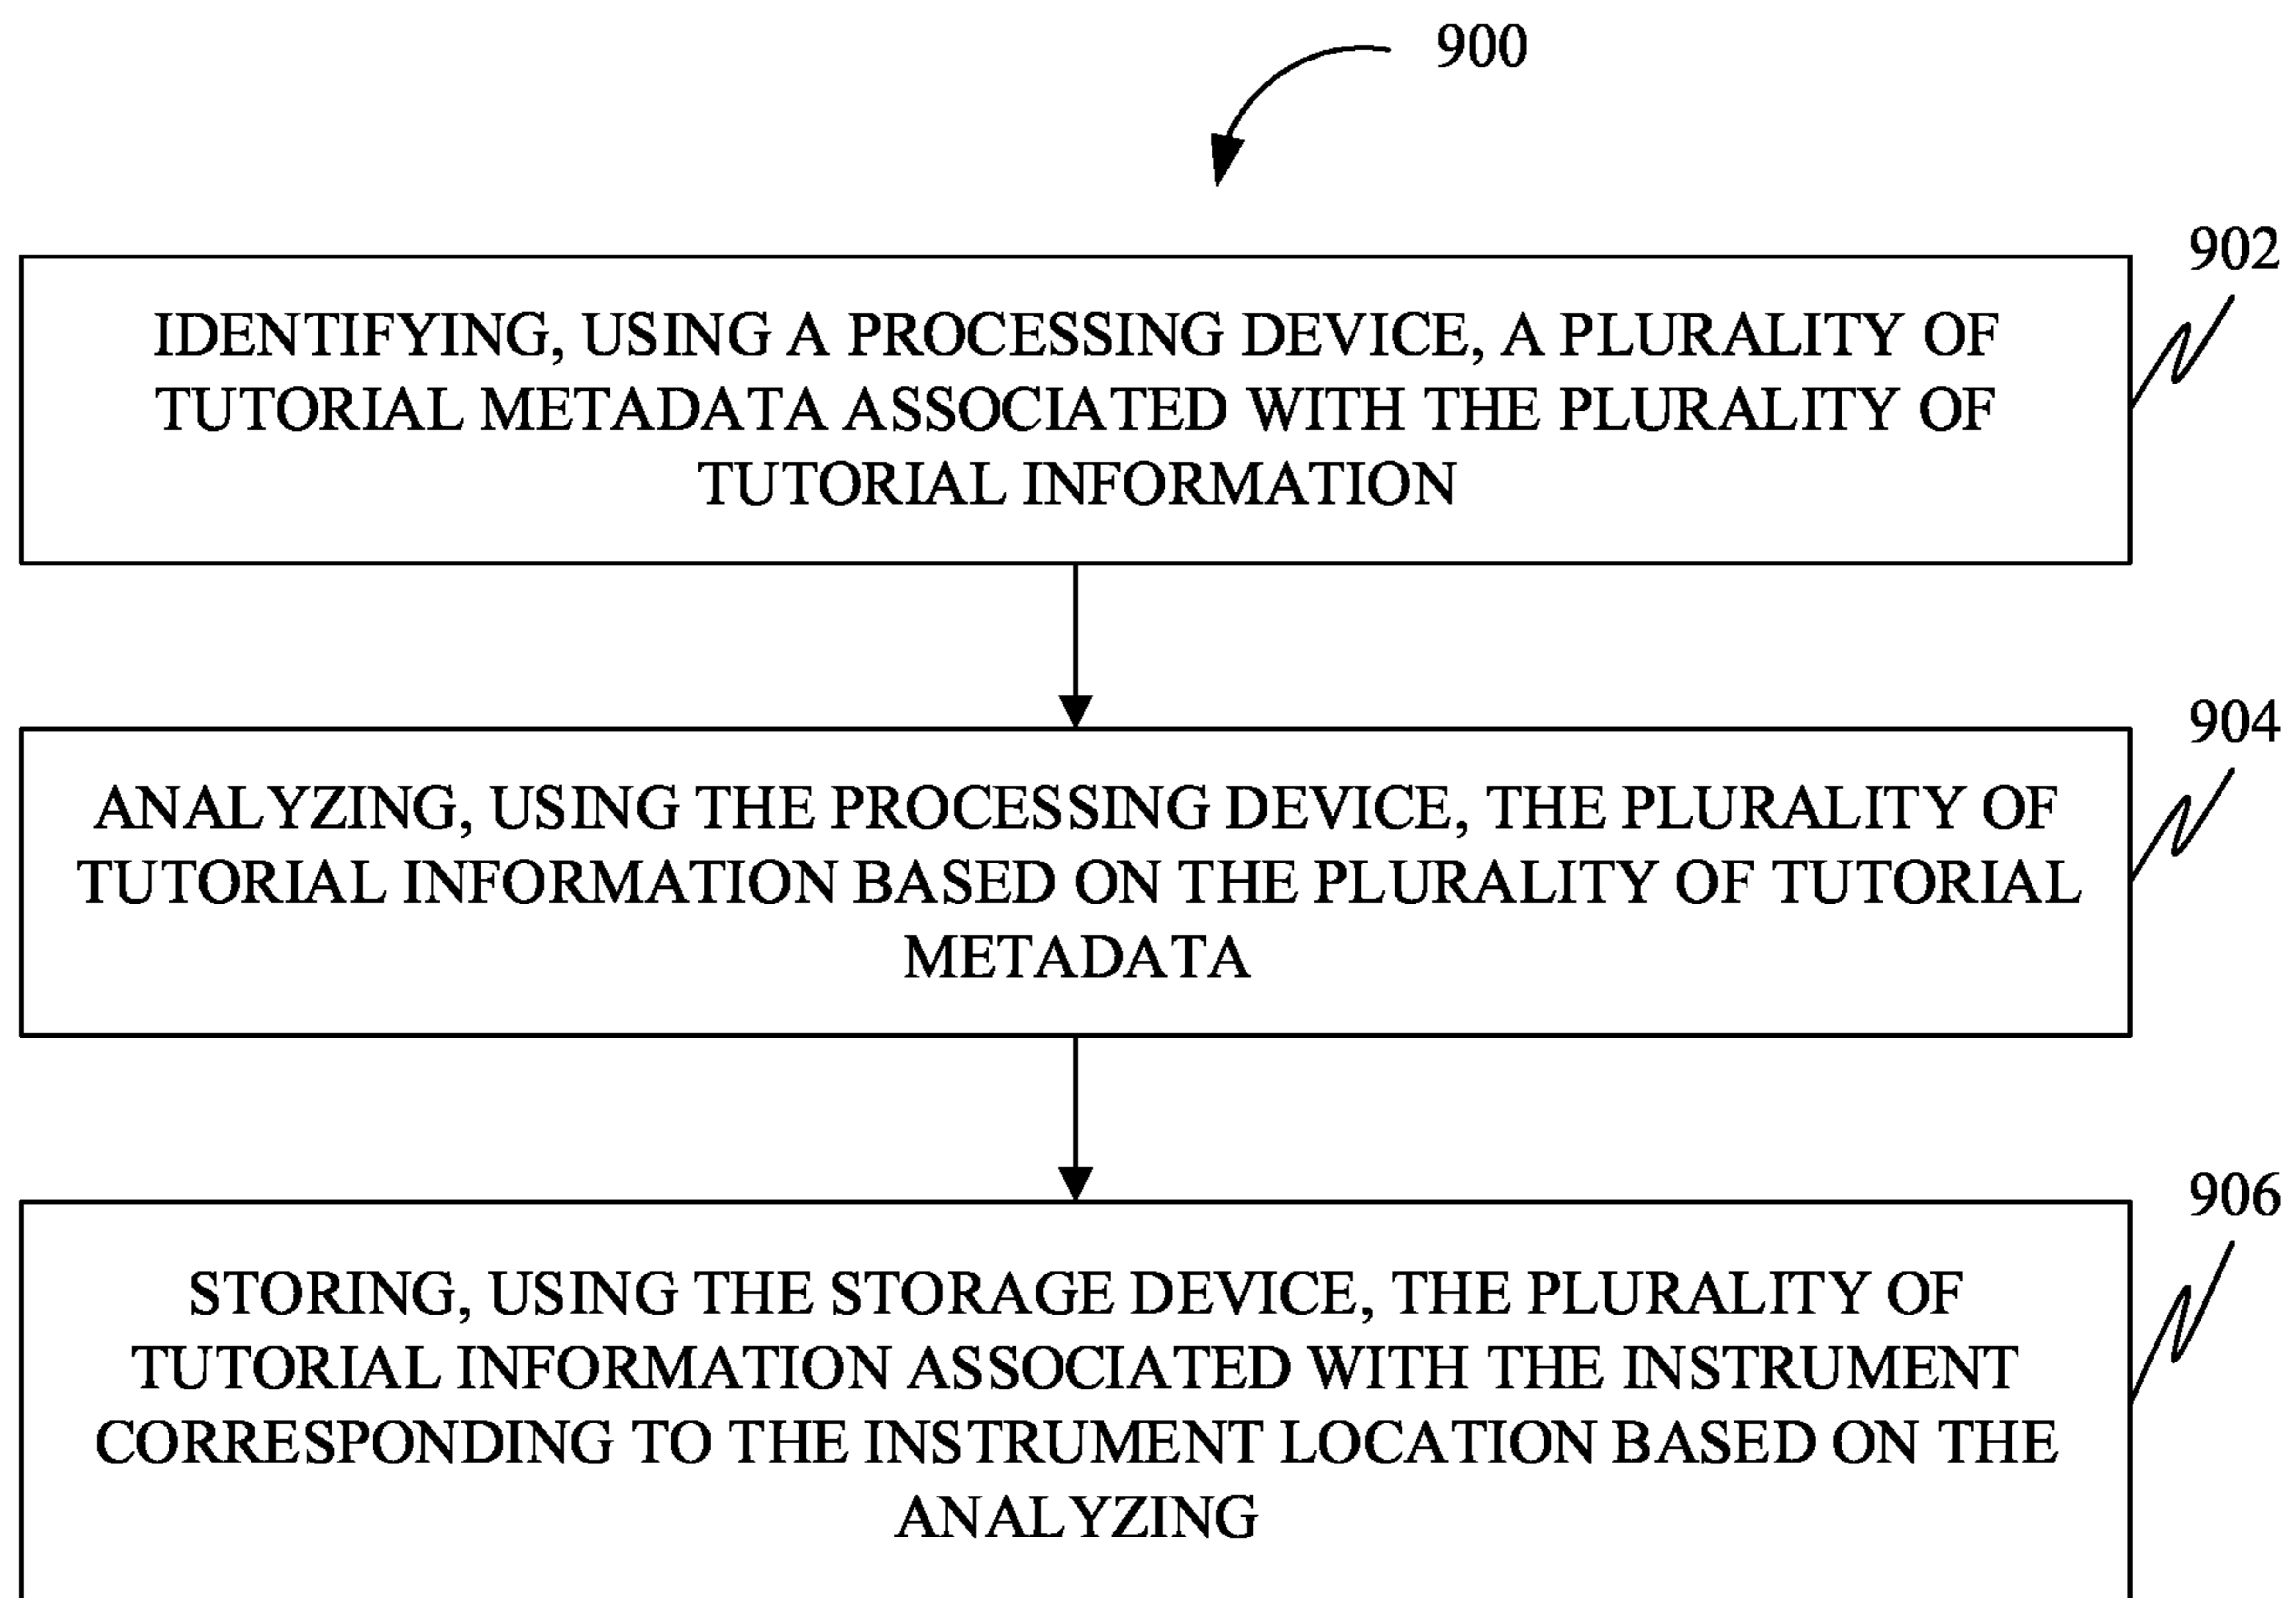 900
902
IDENTIFYING, USING A PROCESSING DEVICE, A PLURALITY OF
TUTORIAL METADATA ASSOCIATED WITH THE PLURALITY OF
TUTORIAL INFORMATION
904
ANALYZING, USING THE PROCESSING DEVICE, THE PLURALITY OF
TUTORIAL INFORMATION BASED ON THE PLURALITY OF TUTORIAL
METADATA
906
STORING, USING THE STORAGE DEVICE, THE PLURALITY OF
TUTORIAL INFORMATION ASSOCIATED WITH THE INSTRUMENT
CORRESPONDING TO THE INSTRUMENT LOCATION BASED ON THE
ANALYZING